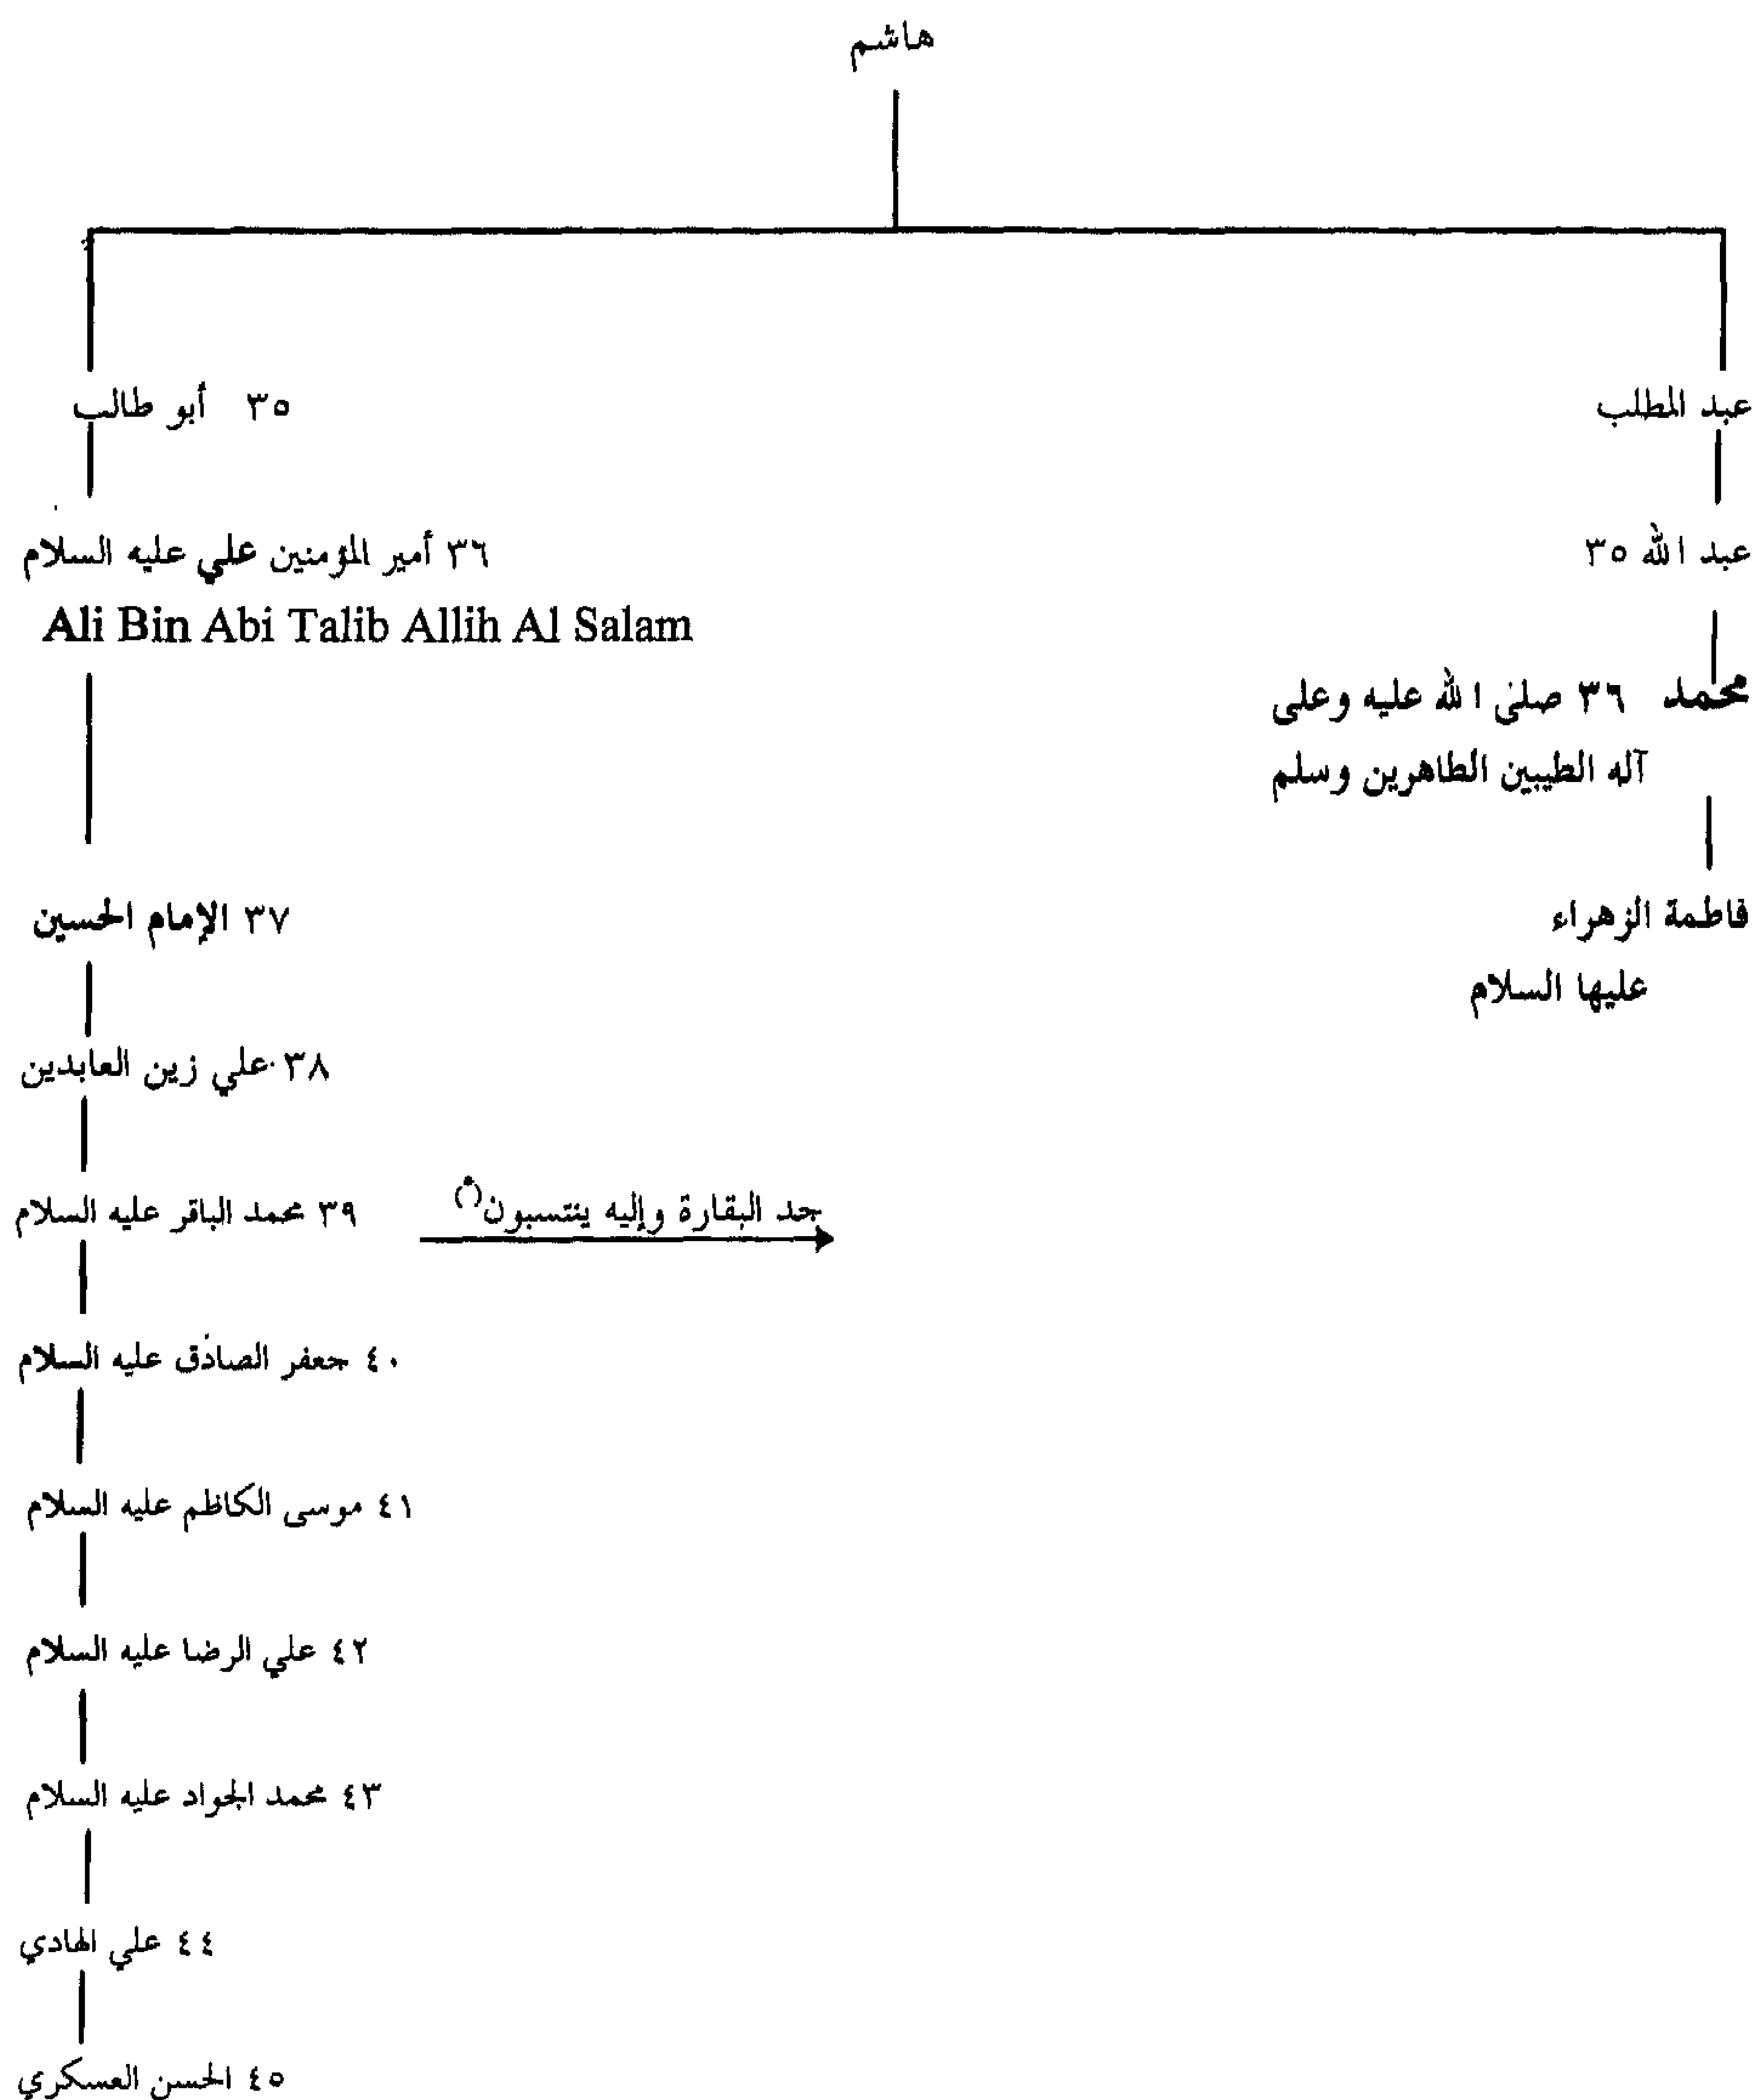 هاشم
عبد المطلب
٣٥ أبو طالب
عبد الله ٣٥
٣٦ أمير المؤمنين علي عليه السلام
Ali Bin Abi Talib Allih Al Salam
محمد ٣٦ صلى الله عليه وعلى
آله الطيبين الطاهرين وسلم
فاطمة الزهراء
٣٧ الإمام الحسين
عليها السلام
٣٨ علي زين العابدين
٣٩ محمد الباقر عليه السلام
جد البقارة وإليه ينتسبون(*)
٤٠ جعفر الصادق عليه السلام
٤١ موسى الكاظم عليه السلام
٤٢ علي الرضا عليه السلام
٤٣ محمد الجواد عليه السلام
٤٤ علي الهادي
٤٥ الحسن العسكري